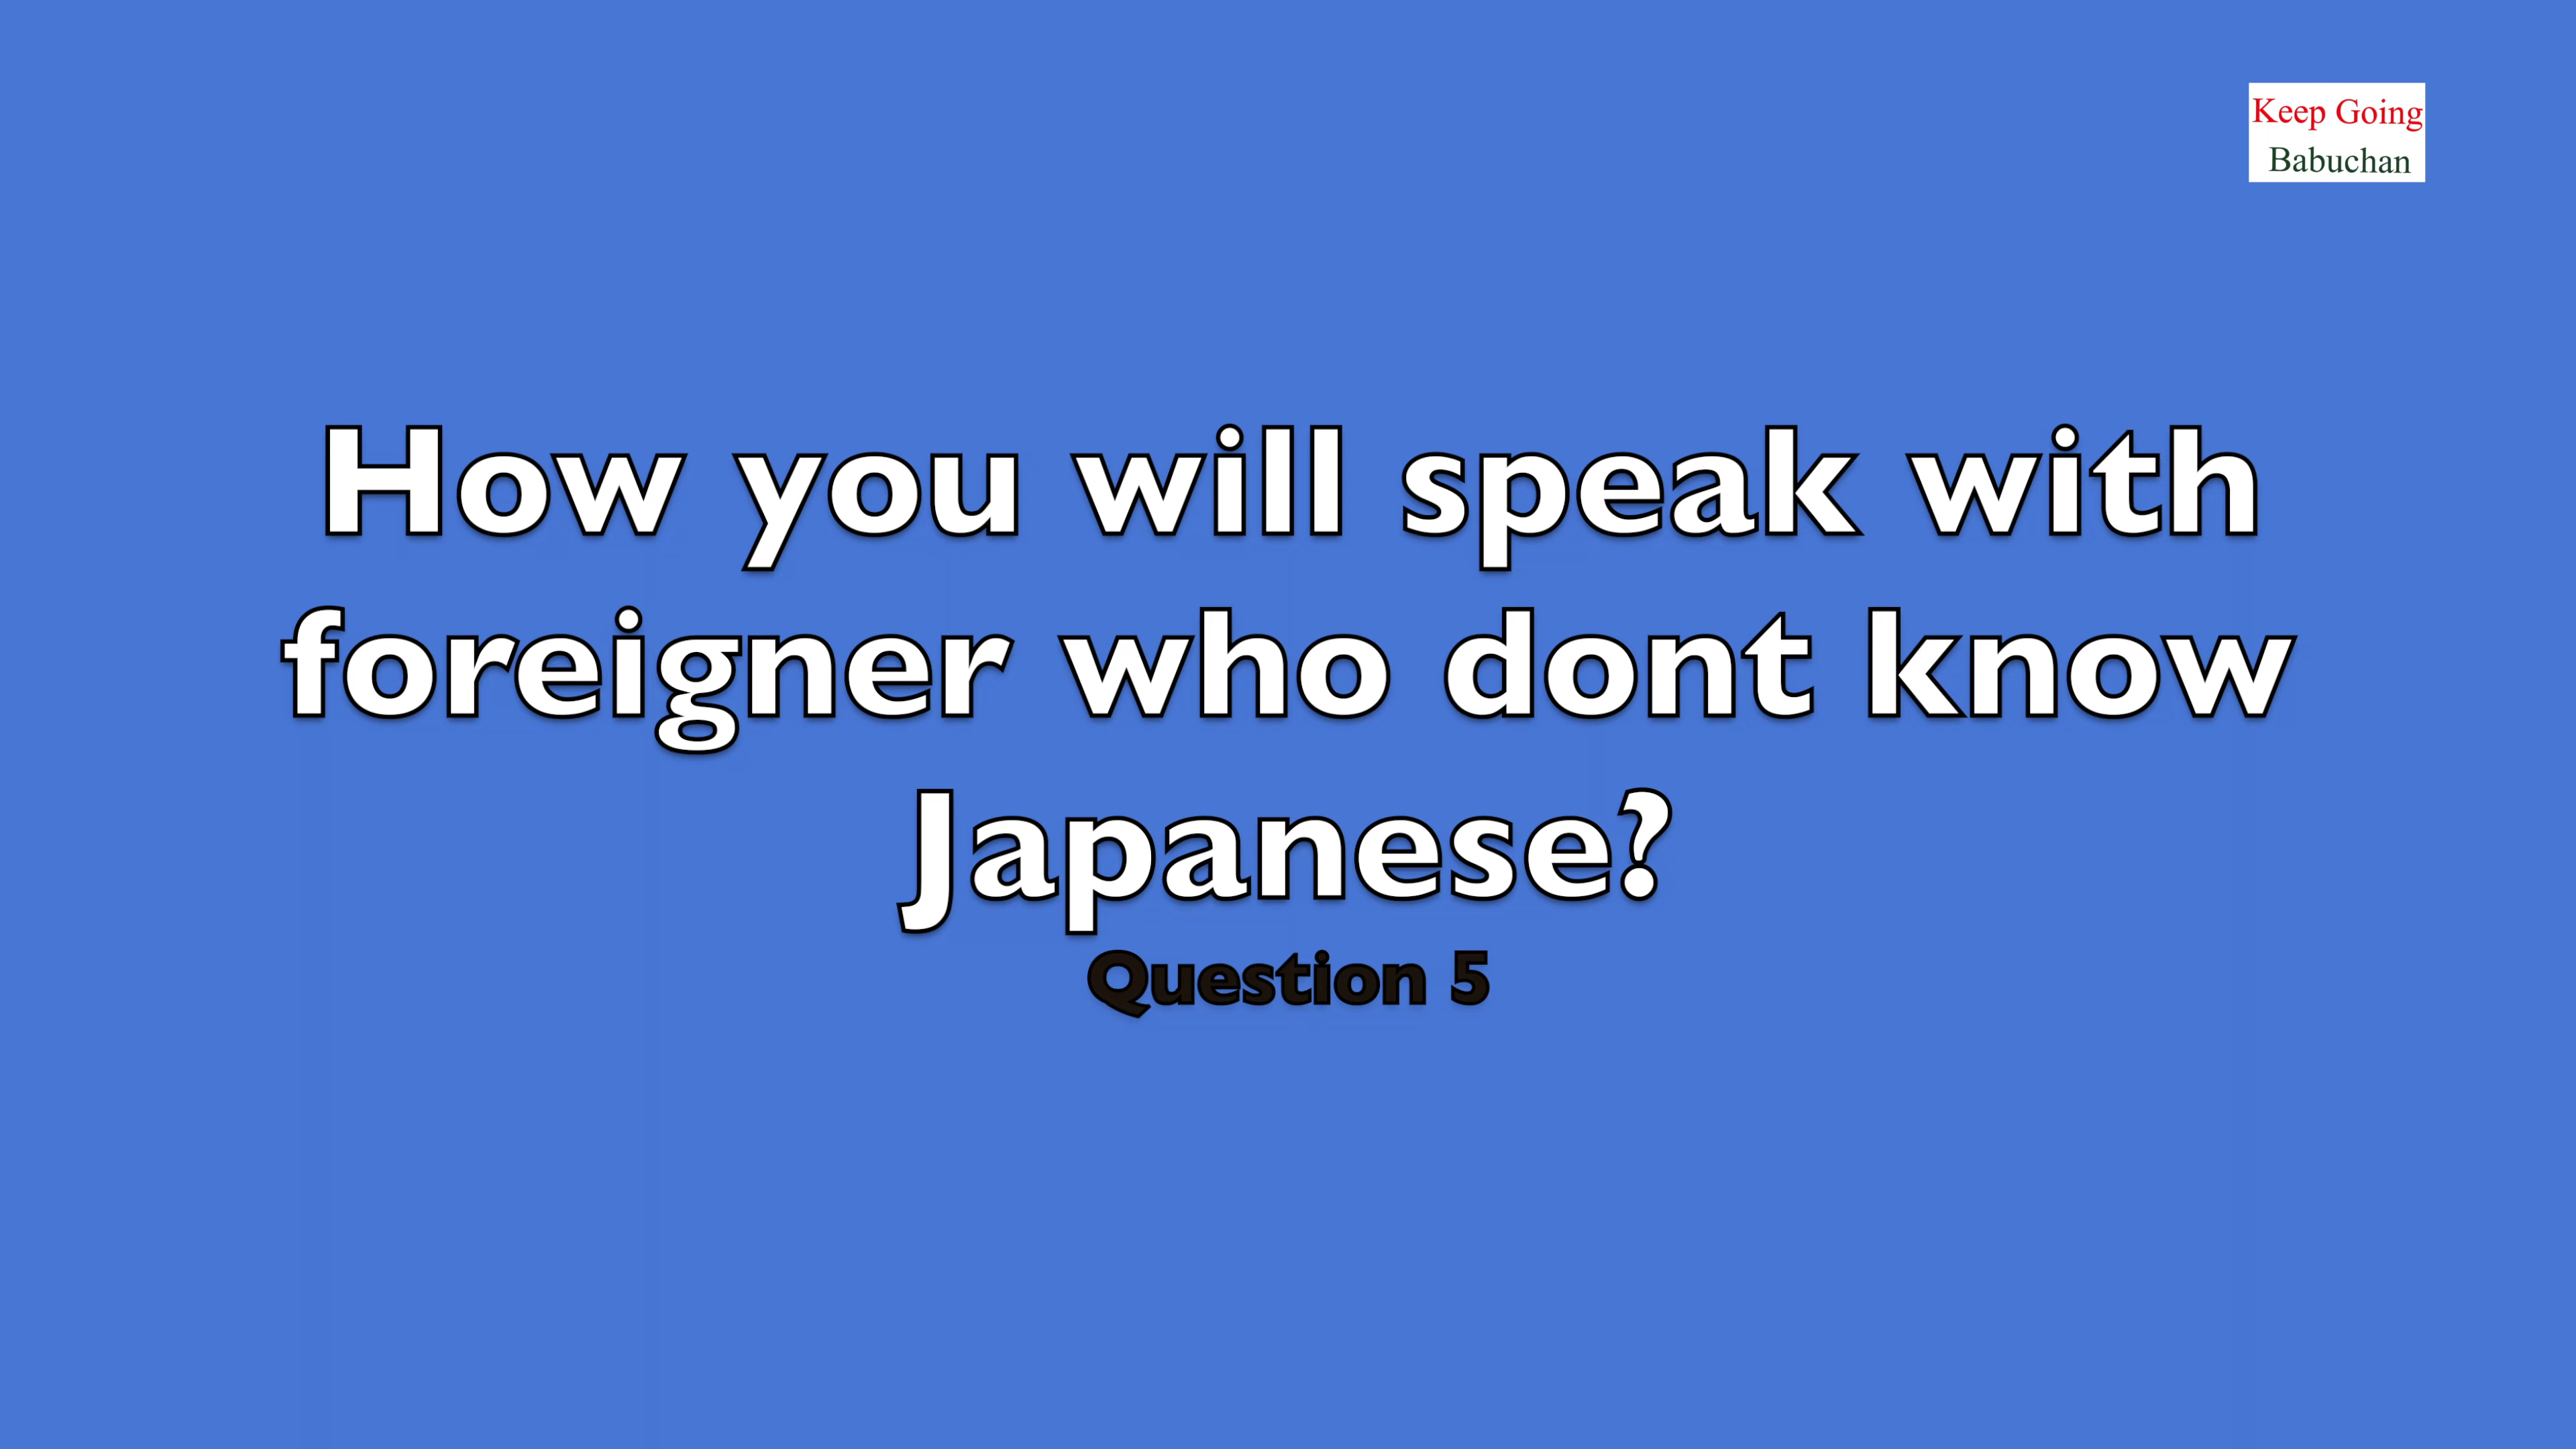 Keep Going
Babuchan
How you will speak with
foreigner who dont know
Japanese?
Question 5